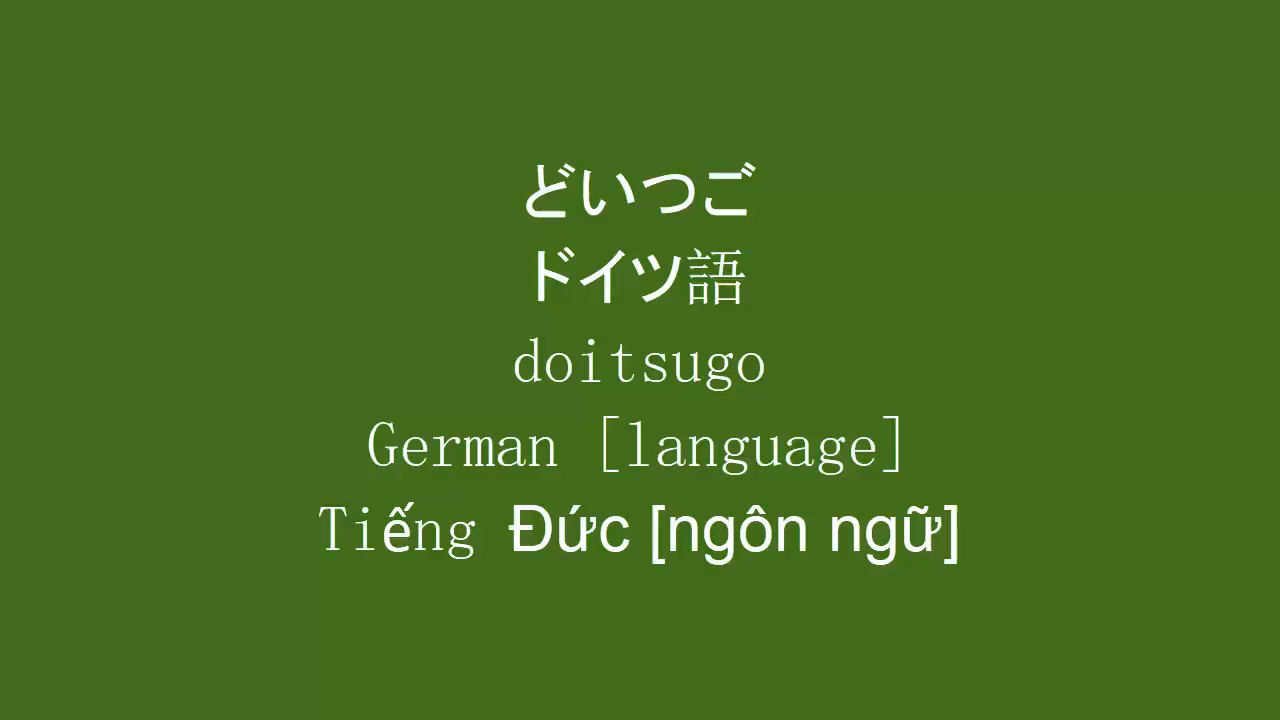 どいつご
ドイツ語
doitsugo
German [language]
Tiếng Đức [ngôn ngữ]